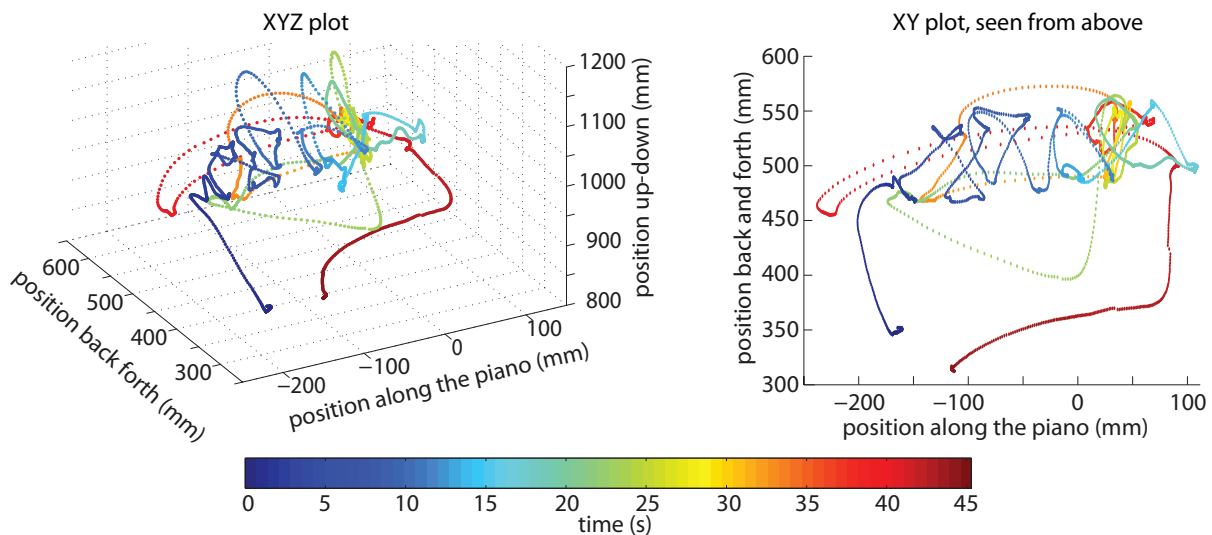 XYZ plot
1200
1100
1000
900
800
position up-down (mm)
600
500
400
300
position back forth (mm)
−200
−100
0
100
position along the piano (mm)
XY plot, seen from above
600
550
500
450
400
350
300
position back and forth (mm)
−200
−100
0
100
position along the piano (mm)
0 5 10 15 20 25 30 35 40 45
time (s)